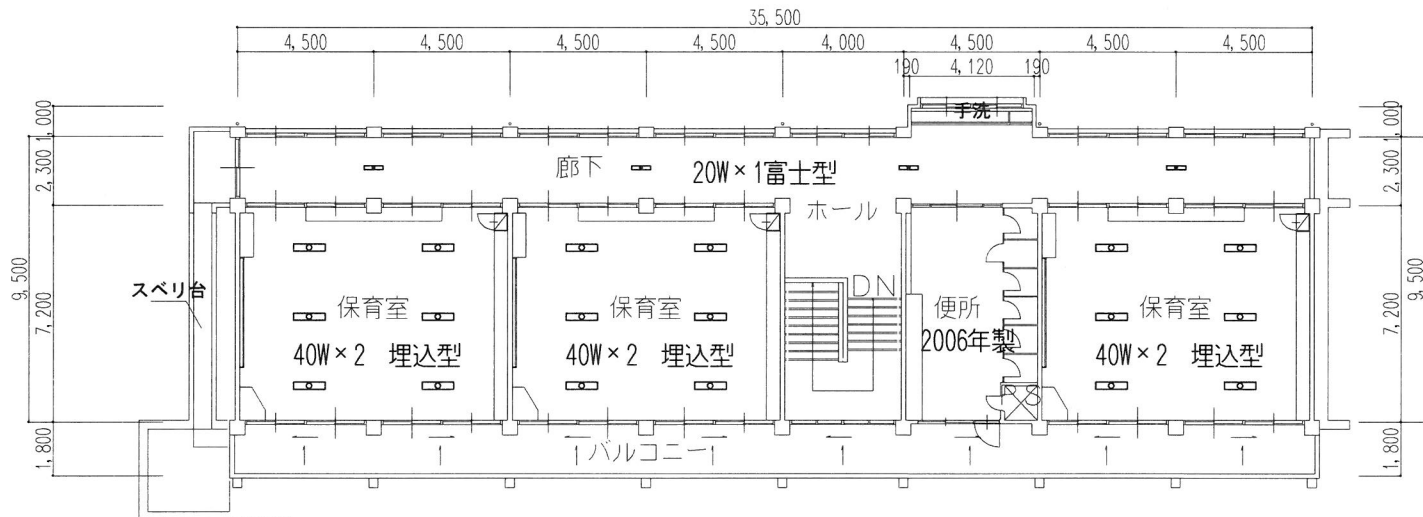 35,500
4,500 4,500 4,500 4,500 4,000 4,500 4,500 4,500
190 4,120 190
手洗
1,000
1,000
2,300
廊下
20W×1富士型
2,300
ホール
9,500
7,200
スベリ台
保育室
40W×2 埋込型
保育室
40W×2 埋込型
DN
便所
2006年製
保育室
40W×2 埋込型
7,200
9,500
1,800
バルコニー
1,800